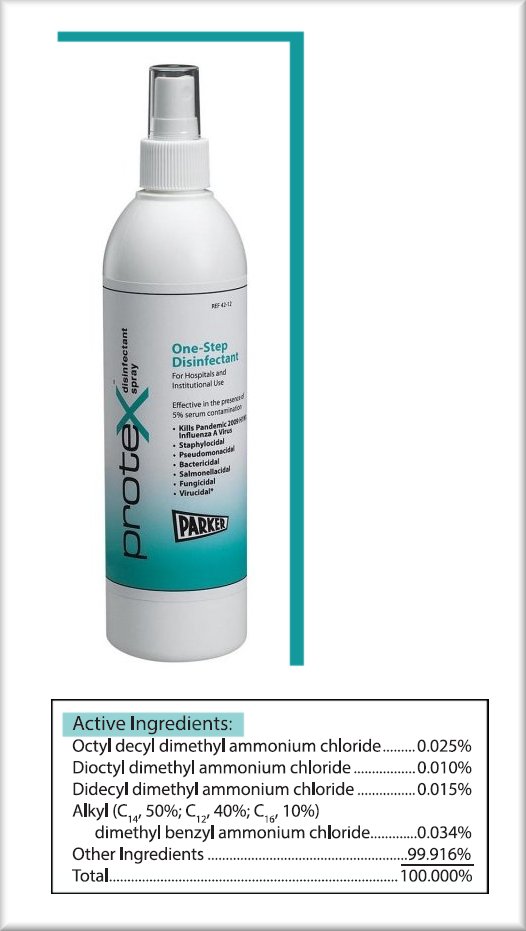 REF 42-12
proteX™
disinfectant
spray
One-Step
Disinfectant
For Hospitals and
Institutional Use
Effective in the presence of
5% serum contamination
• Kills Pandemic 2009
Influenza A Virus
• Staphylocidal
• Pseudomonacidal
• Bactericidal
• Salmonellacidal
• Fungicidal
• Virucidal*
PARKER
Active Ingredients:
Octyl decyl dimethyl ammonium chloride.........0.025%
Dioctyl dimethyl ammonium chloride .................0.010%
Didecyl dimethyl ammonium chloride ................0.015%
Alkyl (C₁₄, 50%; C₁₂, 40%; C₁₆, 10%)
dimethyl benzyl ammonium chloride.............0.034%
Other Ingredients ......................................................99.916%
Total..............................................................................100.000%